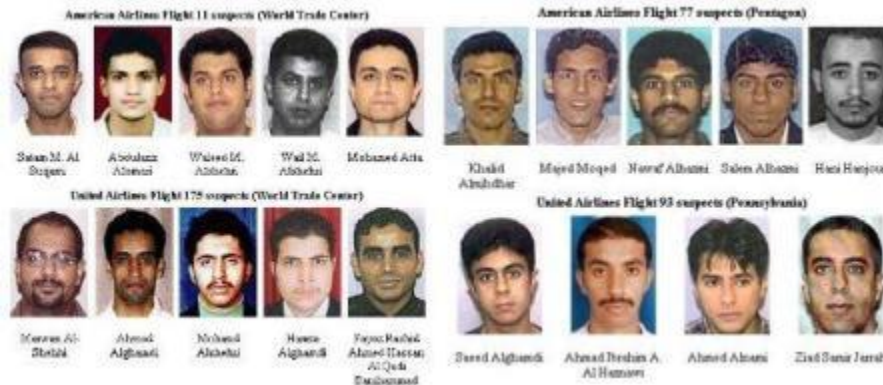 American Airlines Flight 11 suspects (World Trade Center)
Satam M. Al
Suqami
Abdulaziz
Alomari
Waleed M.
Alshehri
Wail M.
Alshehri
Mohamed Atta
American Airlines Flight 77 suspects (Pentagon)
Khalid
Almihdhar
Majed Moqed
Nawaf Alhazmi
Salem Alhazmi
Hani Hanjour
United Airlines Flight 175 suspects (World Trade Center)
Marwan Al-
Shehhi
Ahmed
Alghamdi
Mohand
Alshehri
Hamza
Alghamdi
Fayez Rashid
Ahmed Hassan
Al Qadi
Banihammad
United Airlines Flight 93 suspects (Pennsylvania)
Saeed Alghamdi
Ahmad Ibrahim A.
Al Haznawi
Ahmed Alnami
Ziad Samir Jarrah